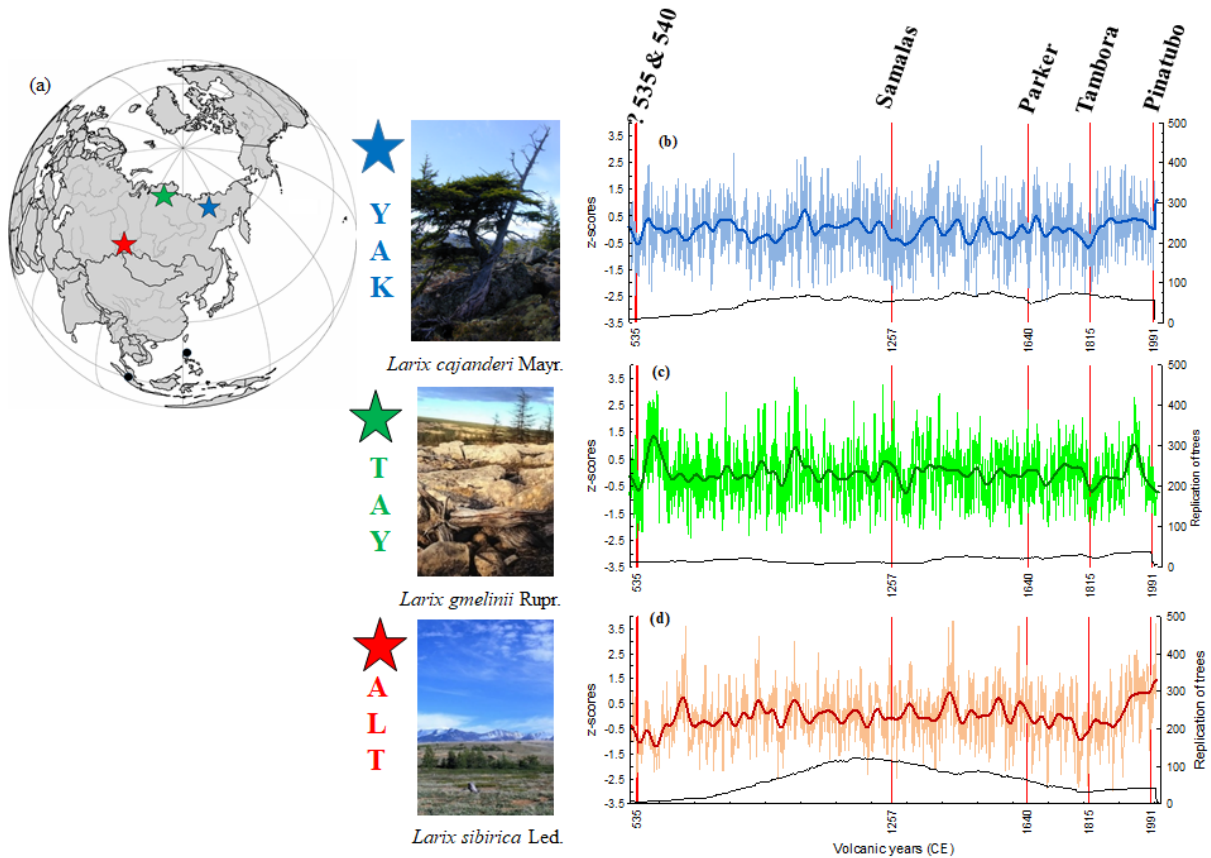 ? 535 & 540
Samalas
Parker
Tambora
Pinatubo
(a)
Y
A
K
Larix cajanderi Mayr.
T
A
Y
Larix gmelinii Rupr.
A
L
T
Larix sibirica Led.
(b)
z-scores
3.5
2.5
1.5
0.5
-0.5
-1.5
-2.5
-3.5
500
400
300
200
100
0
535
1257
1640
1815
1991
(c)
z-scores
3.5
2.5
1.5
0.5
-0.5
-1.5
-2.5
-3.5
500
400
300
200
100
0
Replication of trees
535
1257
1640
1815
1991
(d)
z-scores
3.5
2.5
1.5
0.5
-0.5
-1.5
-2.5
-3.5
500
400
300
200
100
0
Replication of trees
535
1257
1640
1815
1991
Volcanic years (CE)